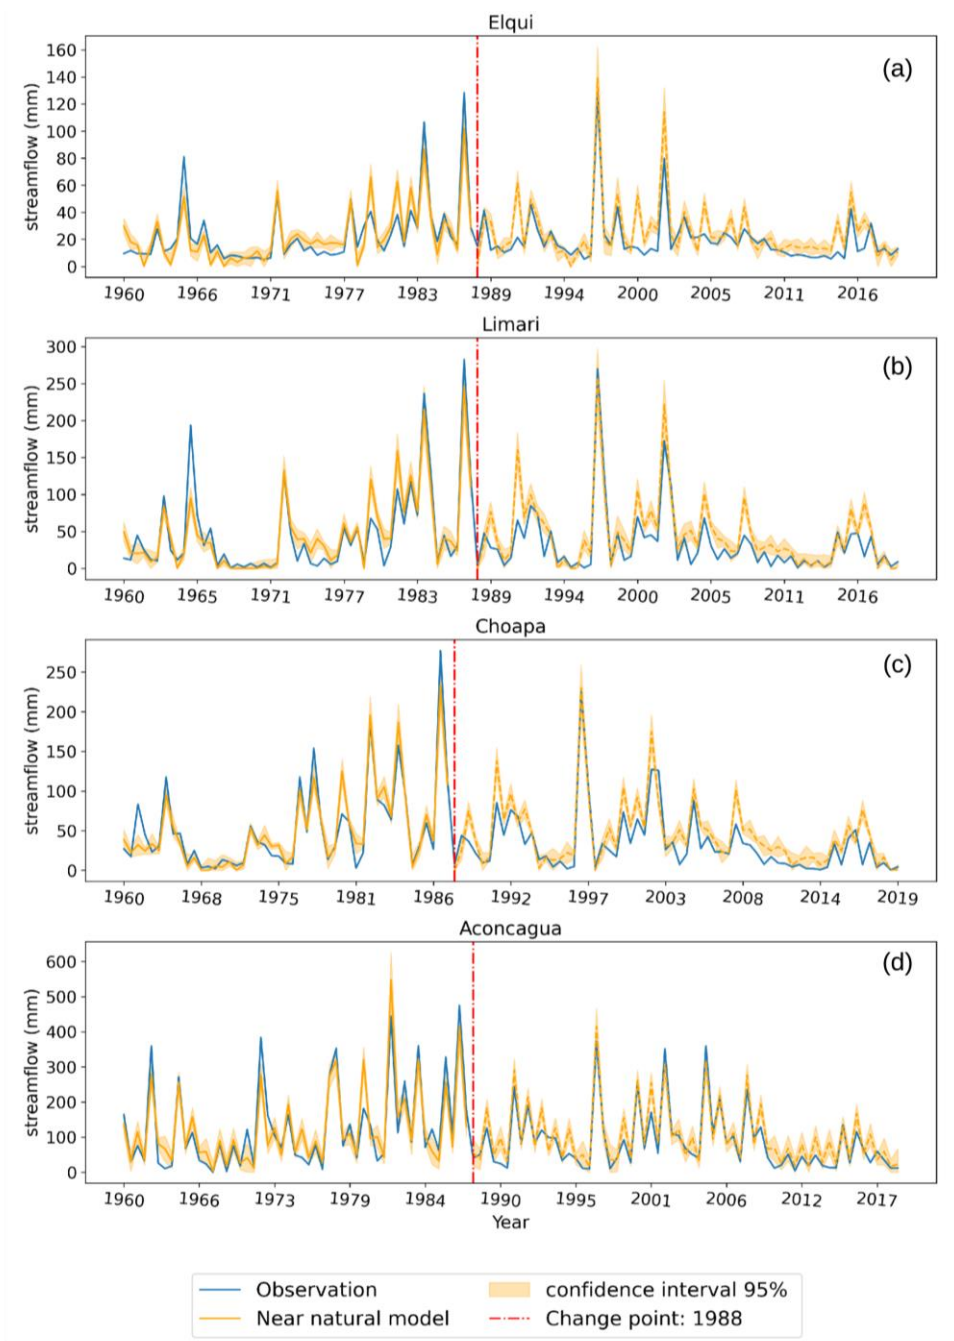 Elqui
(a)
streamflow (mm)
160
140
120
100
80
60
40
20
0
1960 1966 1971 1977 1983 1989 1994 2000 2005 2011 2016
Limari
(b)
streamflow (mm)
300
250
200
150
100
50
0
1960 1965 1971 1977 1983 1989 1994 2000 2005 2011 2016
Choapa
(c)
streamflow (mm)
250
200
150
100
50
0
1960 1968 1975 1981 1986 1992 1997 2003 2008 2014 2019
Aconcagua
(d)
streamflow (mm)
600
500
400
300
200
100
0
1960 1966 1973 1979 1984 1990 1995 2001 2006 2012 2017
Year
Observation
Near natural model
confidence interval 95%
Change point: 1988